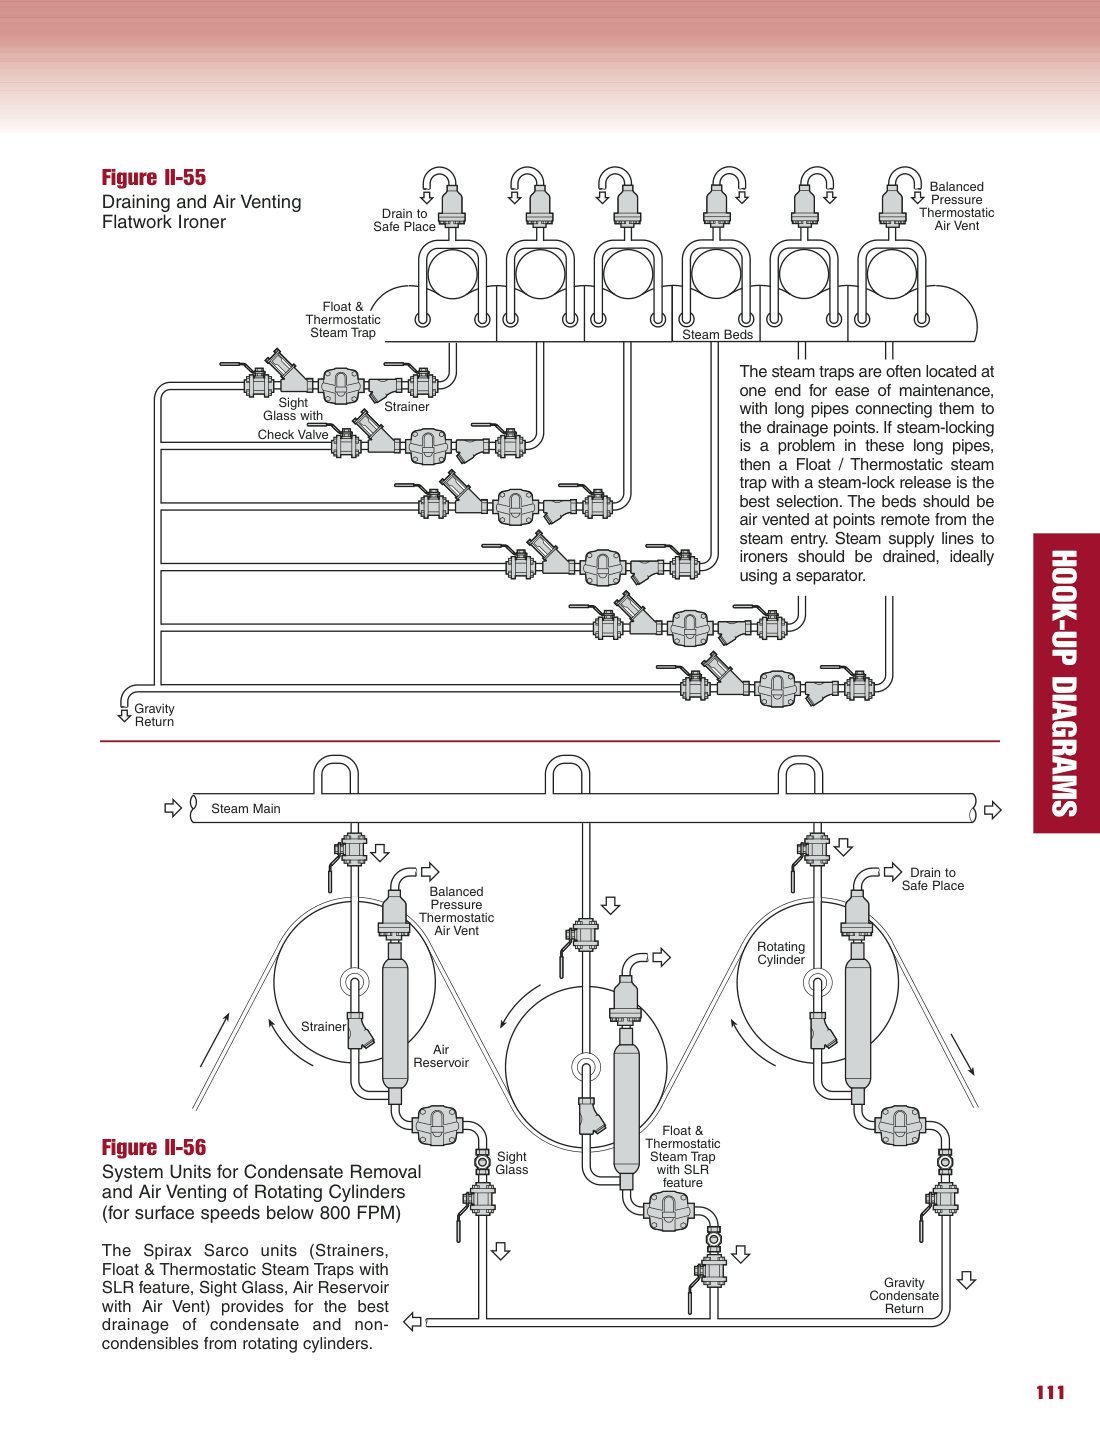 Figure II-55
Draining and Air Venting
Flatwork Ironer
Drain to
Safe Place
Balanced
Pressure
Thermostatic
Air Vent
Float &
Thermostatic
Steam Trap
Steam Beds
Sight
Glass with
Check Valve
Strainer
The steam traps are often located at
one end for ease of maintenance,
with long pipes connecting them to
the drainage points. If steam-locking
is a problem in these long pipes,
then a Float / Thermostatic steam
trap with a steam-lock release is the
best selection. The beds should be
air vented at points remote from the
steam entry. Steam supply lines to
ironers should be drained, ideally
using a separator.
Gravity
Return
HOOK-UP DIAGRAMS
Steam Main
Balanced
Pressure
Thermostatic
Air Vent
Drain to
Safe Place
Rotating
Cylinder
Strainer
Air
Reservoir
Float &
Thermostatic
Steam Trap
with SLR
feature
Sight
Glass
Figure II-56
System Units for Condensate Removal
and Air Venting of Rotating Cylinders
(for surface speeds below 800 FPM)
The Spirax Sarco units (Strainers,
Float & Thermostatic Steam Traps with
SLR feature, Sight Glass, Air Reservoir
with Air Vent) provides for the best
drainage of condensate and non-
condensibles from rotating cylinders.
Gravity
Condensate
Return
111